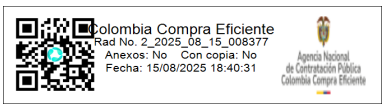 Colombia Compra Eficiente
Rad No. 2_2025_08_15_008377
Anexos: No Con copia: No
Fecha: 15/08/2025 18:40:31
Agencia Nacional
de Contratación Pública
Colombia Compra Eficiente